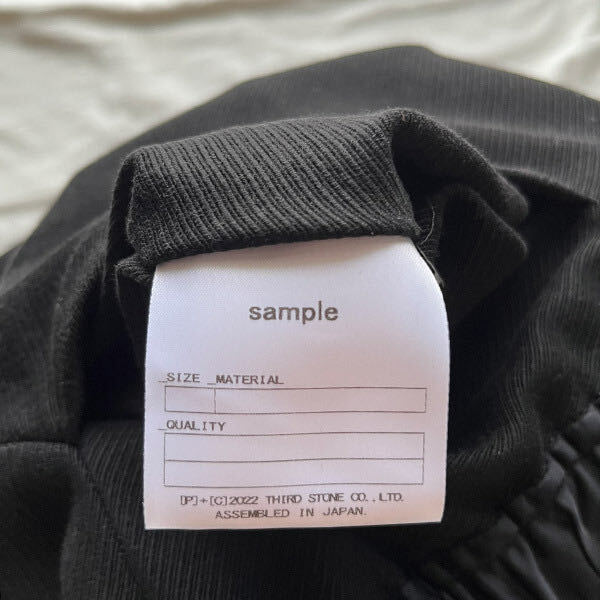 sample
_SIZE _MATERIAL
_QUALITY
[P]+[C]2022 THIRD STONE CO.,LTD.
ASSEMBLED IN JAPAN.